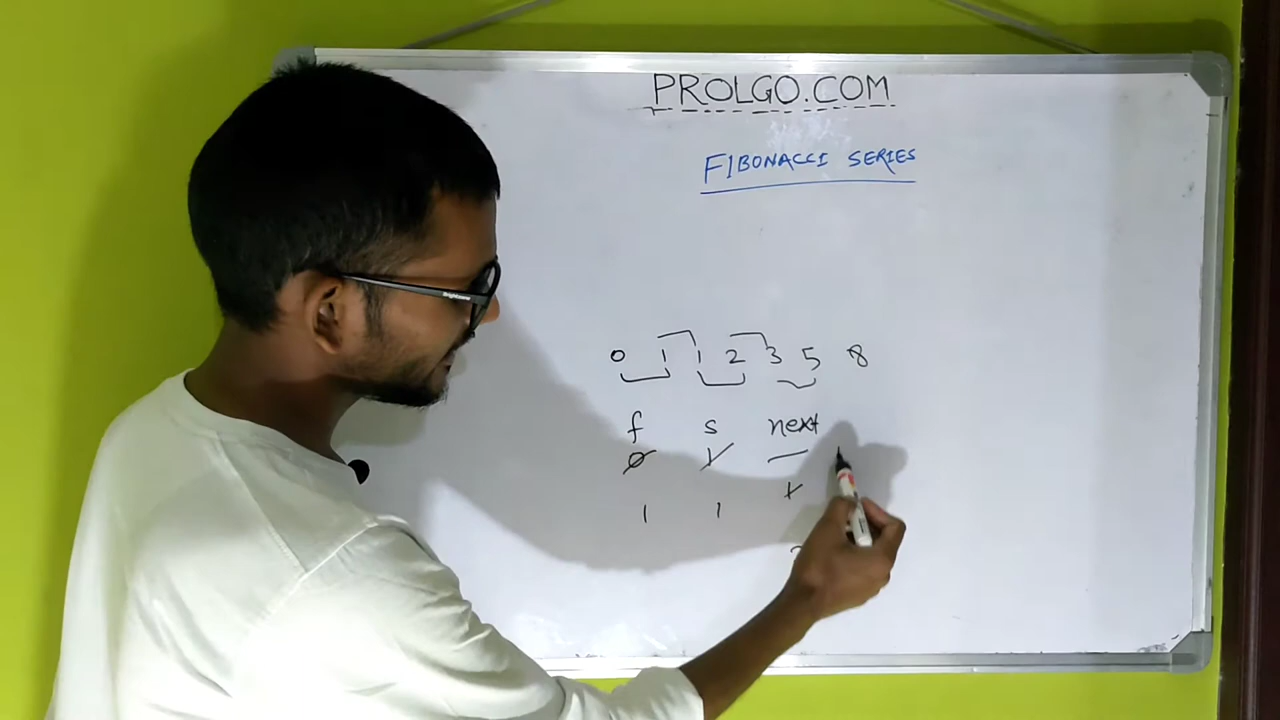 PROLGO.COM
FIBONACCI SERIES
0 1 1 2 3 5 8
f s next
0 1 —
1
1 1